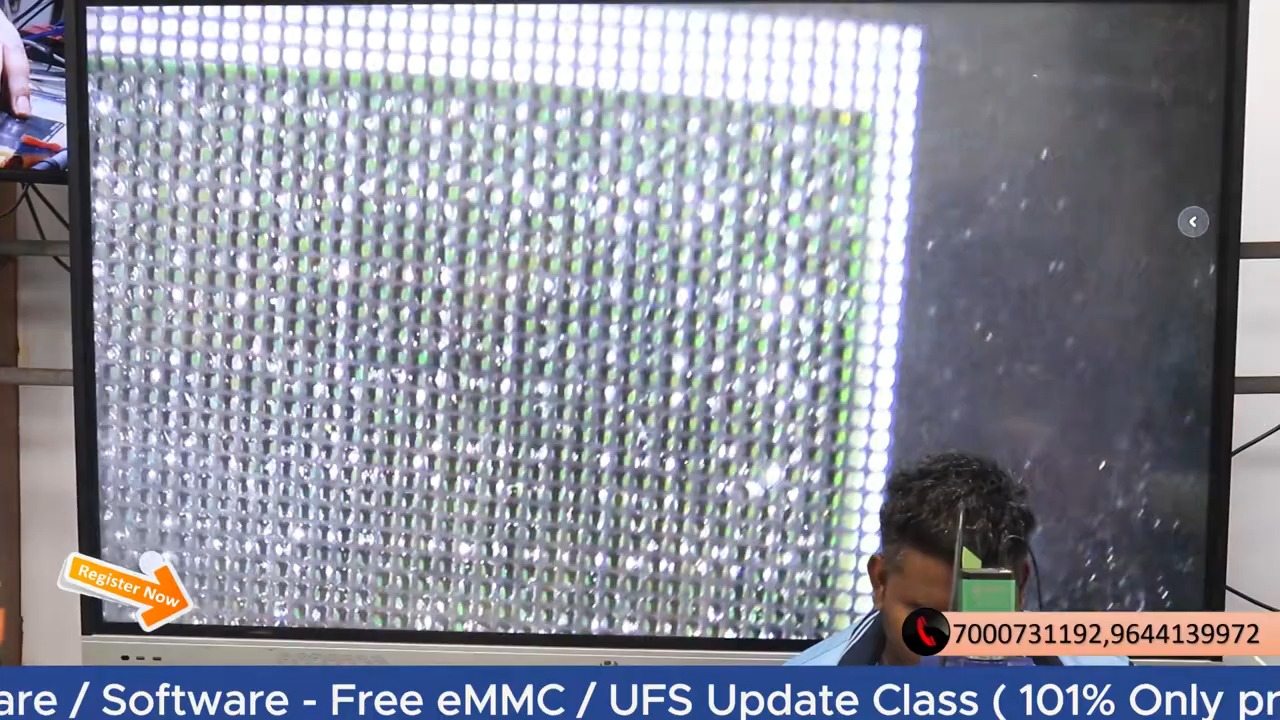 Register Now
7000731192,9644139972
are / Software - Free eMMC / UFS Update Class ( 101% Only pr